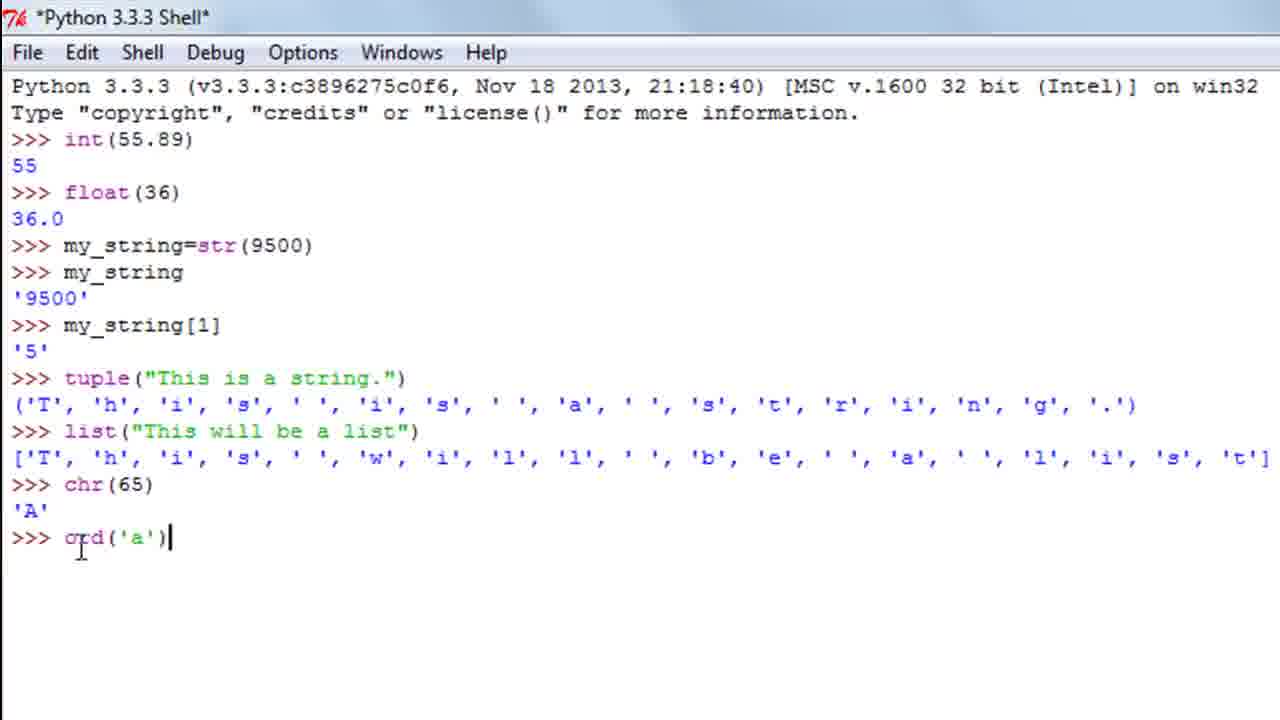 *Python 3.3.3 Shell*
File Edit Shell Debug Options Windows Help
Python 3.3.3 (v3.3.3:c3896275c0f6, Nov 18 2013, 21:18:40) [MSC v.1600 32 bit (Intel)] on win32
Type "copyright", "credits" or "license()" for more information.
>>> int(55.89)
55
>>> float(36)
36.0
>>> my_string=str(9500)
>>> my_string
'9500'
>>> my_string[1]
'5'
>>> tuple("This is a string.")
('T', 'h', 'i', 's', ' ', 'i', 's', ' ', 'a', ' ', 's', 't', 'r', 'i', 'n', 'g', '.')
>>> list("This will be a list")
['T', 'h', 'i', 's', ' ', 'w', 'i', 'l', 'l', ' ', 'b', 'e', ' ', 'a', ' ', 'l', 'i', 's', 't']
>>> chr(65)
'A'
>>> ord('a')